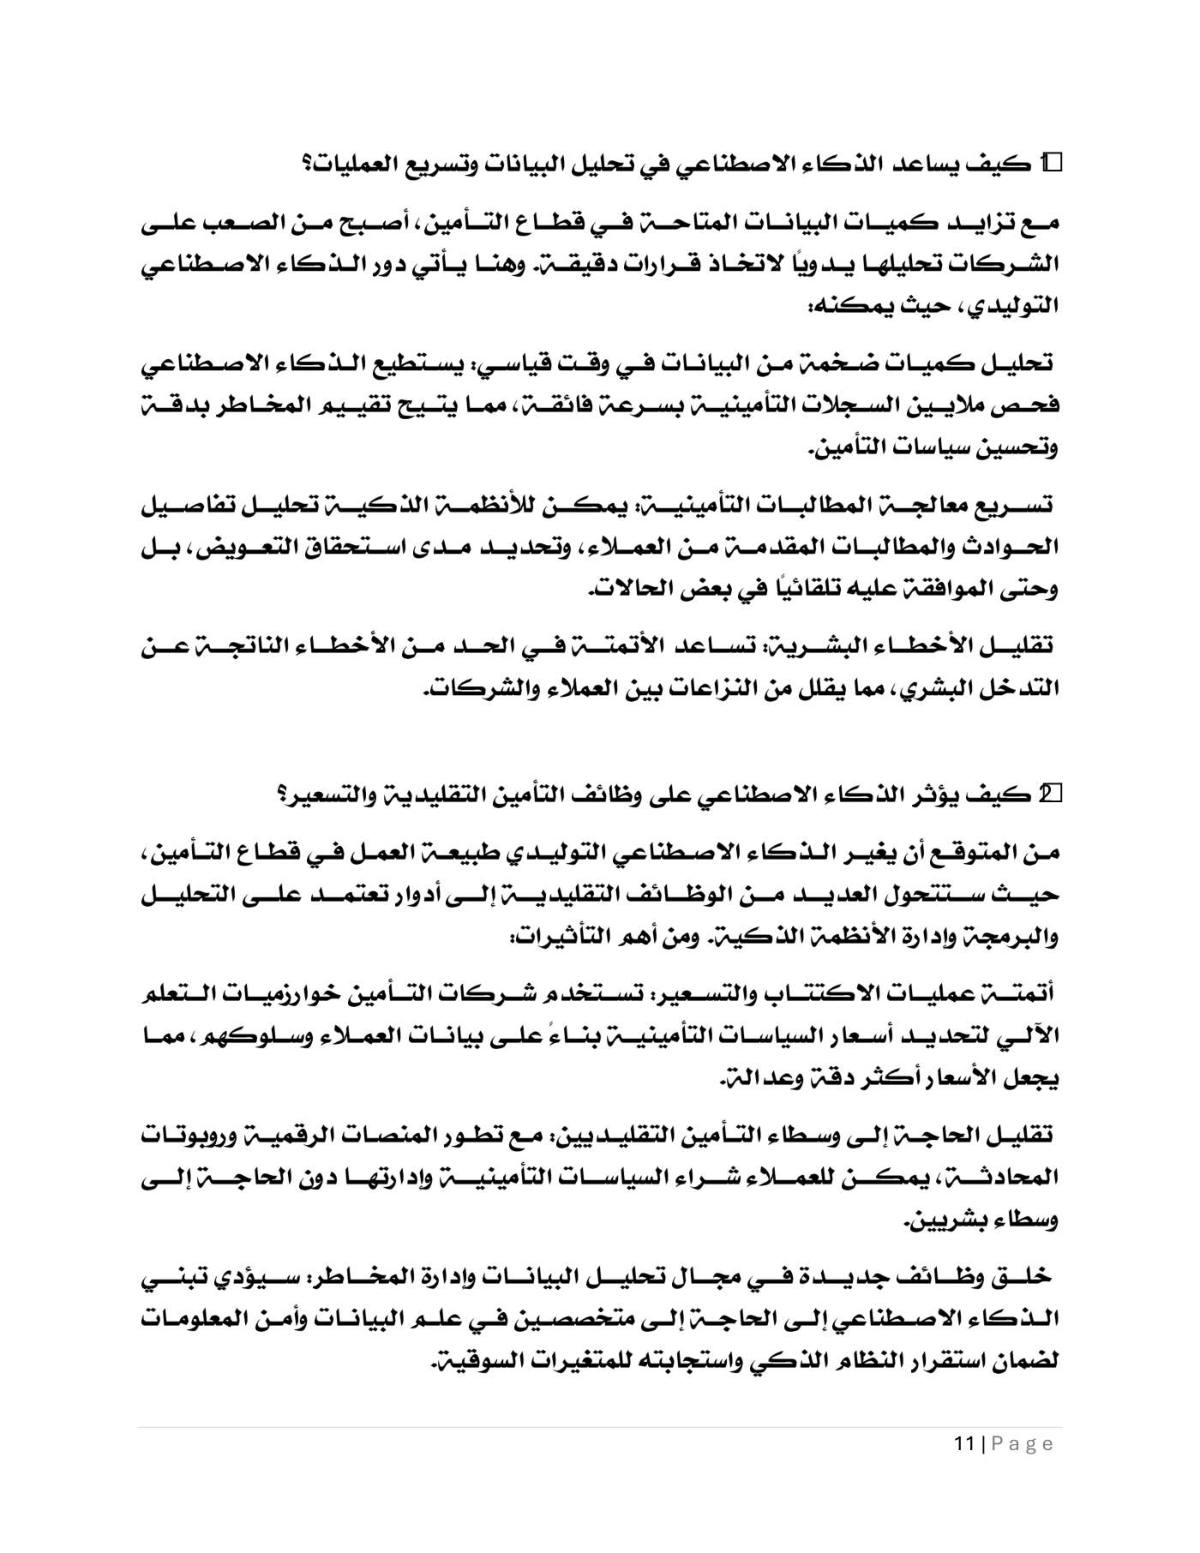 1 كيف يساعد الذكاء الاصطناعي في تحليل البيانات وتسريع العمليات؟
مع تزايد كميات البيانات المتاحة في قطاع التأمين، أصبح من الصعب على
الشركات تحليلها يدويًا لاتخاذ قرارات دقيقة. وهنا يأتي دور الذكاء الاصطناعي
التوليدي، حيث يمكنه:
تحليل كميات ضخمة من البيانات في وقت قياسي: يستطيع الذكاء الاصطناعي
فحص ملايين السجلات التأمينية بسرعة فائقة، مما يتيح تقييم المخاطر بدقة
وتحسين سياسات التأمين.
تسريع معالجة المطالبات التأمينية: يمكن للأنظمة الذكية تحليل تفاصيل
الحوادث والمطالبات المقدمة من العملاء، وتحديد مدى استحقاق التعويض، بل
وحتى الموافقة عليه تلقائيًا في بعض الحالات.
تقليل الأخطاء البشرية: تساعد الأتمتة في الحد من الأخطاء الناتجة عن
التدخل البشري، مما يقلل من النزاعات بين العملاء والشركات.
2 كيف يؤثر الذكاء الاصطناعي على وظائف التأمين التقليدية والتسعير؟
من المتوقع أن يغير الذكاء الاصطناعي التوليدي طبيعة العمل في قطاع التأمين،
حيث ستتحول العديد من الوظائف التقليدية إلى أدوار تعتمد على التحليل
والبرمجة وإدارة الأنظمة الذكية. ومن أهم التأثيرات:
أتمتة عمليات الاكتتاب والتسعير: تستخدم شركات التأمين خوارزميات التعلم
الآلي لتحديد أسعار السياسات التأمينية بناءً على بيانات العملاء وسلوكهم، مما
يجعل الأسعار أكثر دقة وعدالة.
تقليل الحاجة إلى وسطاء التأمين التقليديين: مع تطور المنصات الرقمية وروبوتات
المحادثة، يمكن للعملاء شراء السياسات التأمينية وإدارتها دون الحاجة إلى
وسطاء بشريين.
خلق وظائف جديدة في مجال تحليل البيانات وإدارة المخاطر: سيؤدي تبني
الذكاء الاصطناعي إلى الحاجة إلى متخصصين في علم البيانات وأمن المعلومات
لضمان استقرار النظام الذكي واستجابته للمتغيرات السوقية.
11 | Page